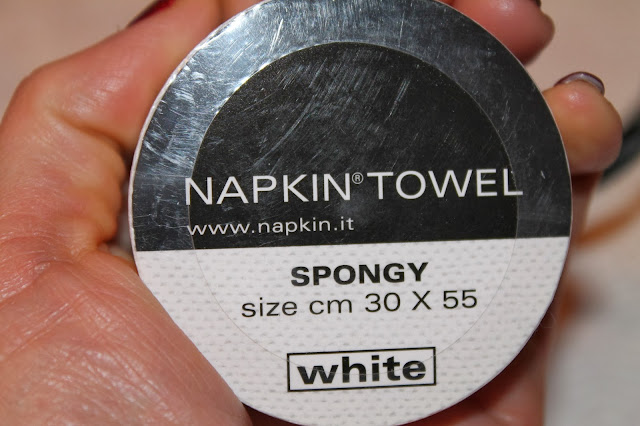 NAPKIN® TOWEL
www.napkin.it
SPONGY
size cm 30 X 55
white